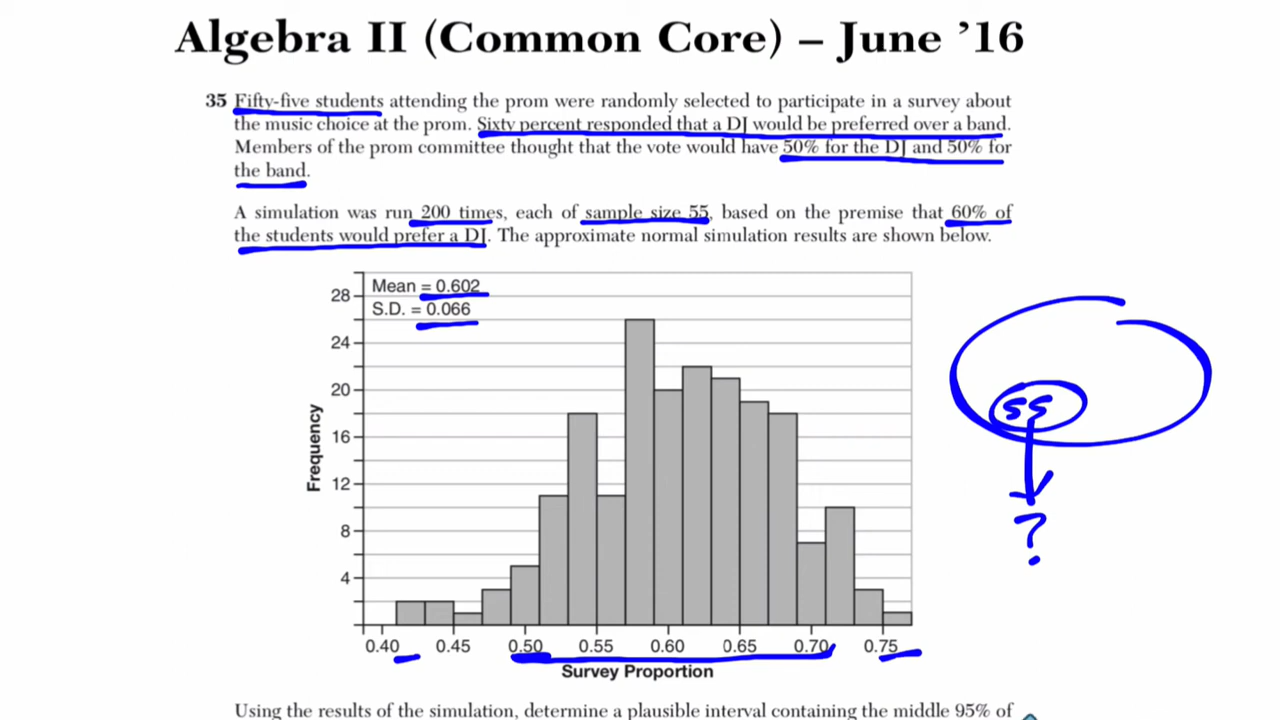 Algebra II (Common Core) – June ’16
35 Fifty-five students attending the prom were randomly selected to participate in a survey about
the music choice at the prom. Sixty percent responded that a DJ would be preferred over a band.
Members of the prom committee thought that the vote would have 50% for the DJ and 50% for
the band.
A simulation was run 200 times, each of sample size 55, based on the premise that 60% of
the students would prefer a DJ. The approximate normal simulation results are shown below.
Mean = 0.602
S.D. = 0.066
28
24
20
16
12
8
4
Frequency
0.40 0.45 0.50 0.55 0.60 0.65 0.70 0.75
Survey Proportion
55
?
Using the results of the simulation, determine a plausible interval containing the middle 95% of